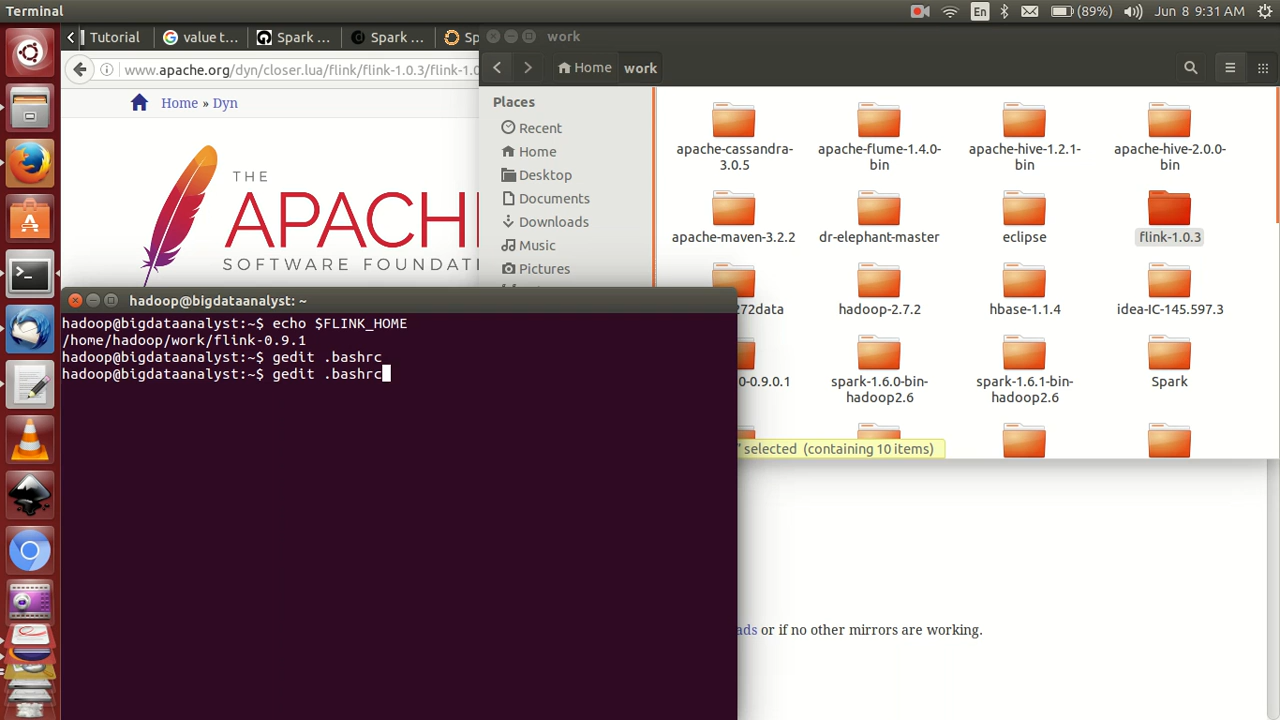 Terminal
En
(89%)
Jun 8 9:31 AM
Tutorial
value t...
Spark ...
Spark ...
Sp
work
www.apache.org/dyn/closer.lua/flink/flink-1.0.3/flink-1.0
Home
work
Home » Dyn
THE
APACHE
SOFTWARE FOUNDA
Places
Recent
Home
Desktop
Documents
Downloads
Music
Pictures
apache-cassandra-
3.0.5
apache-flume-1.4.0-
bin
apache-hive-1.2.1-
bin
apache-hive-2.0.0-
bin
apache-maven-3.2.2
dr-elephant-master
eclipse
flink-1.0.3
272data
hadoop-2.7.2
hbase-1.1.4
idea-IC-145.597.3
0-0.9.0.1
spark-1.6.0-bin-
hadoop2.6
spark-1.6.1-bin-
hadoop2.6
Spark
" selected (containing 10 items)
hadoop@bigdataanalyst: ~
hadoop@bigdataanalyst:~$ echo $FLINK_HOME
/home/hadoop/work/flink-0.9.1
hadoop@bigdataanalyst:~$ gedit .bashrc
hadoop@bigdataanalyst:~$ gedit .bashrc
ads or if no other mirrors are working.